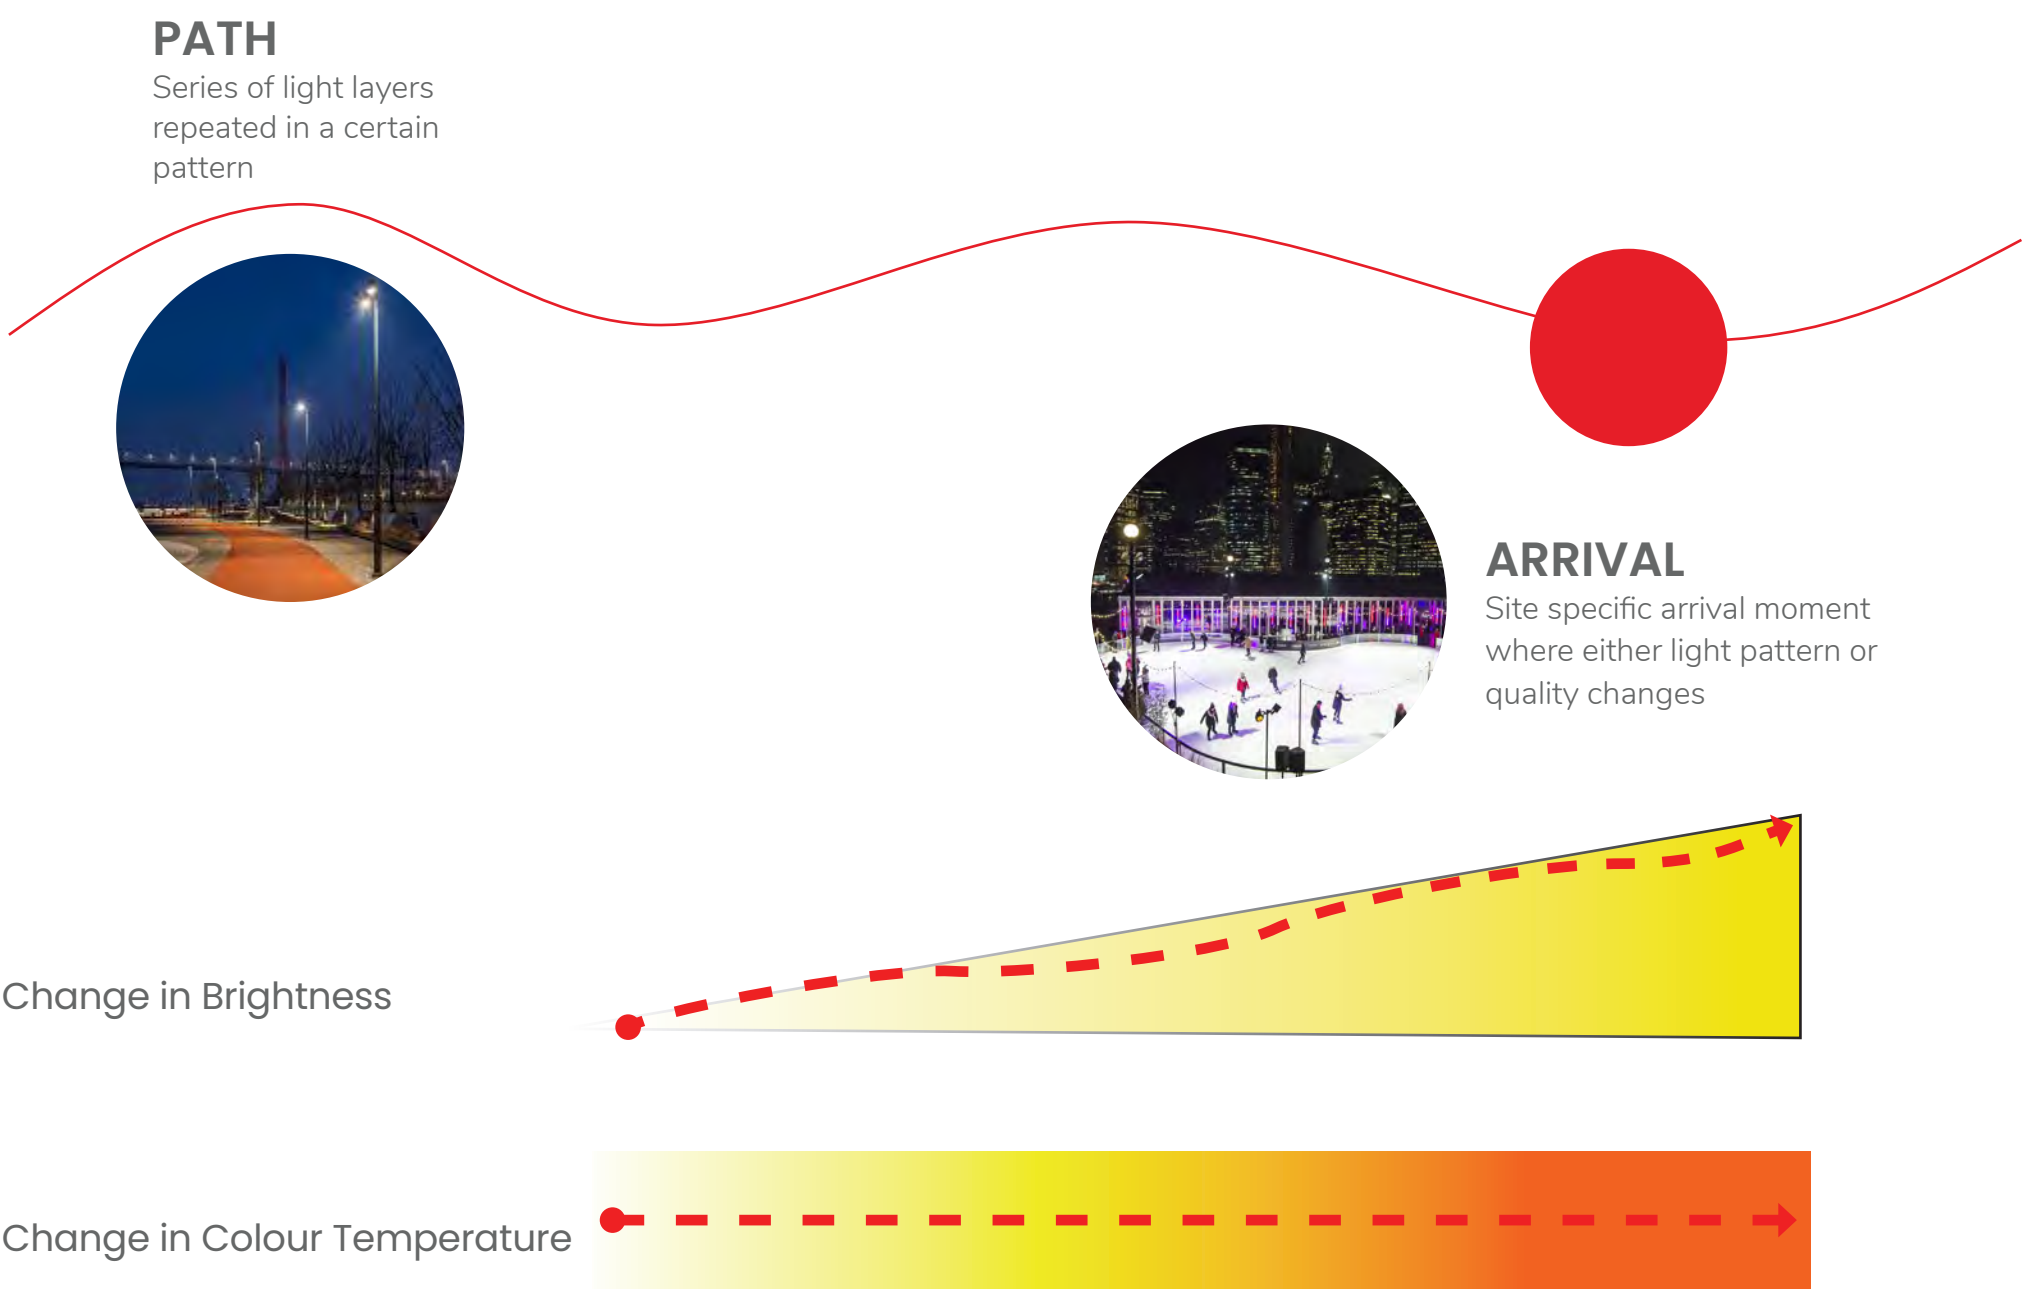 PATH
Series of light layers
repeated in a certain
pattern
ARRIVAL
Site specific arrival moment
where either light pattern or
quality changes
Change in Brightness
Change in Colour Temperature